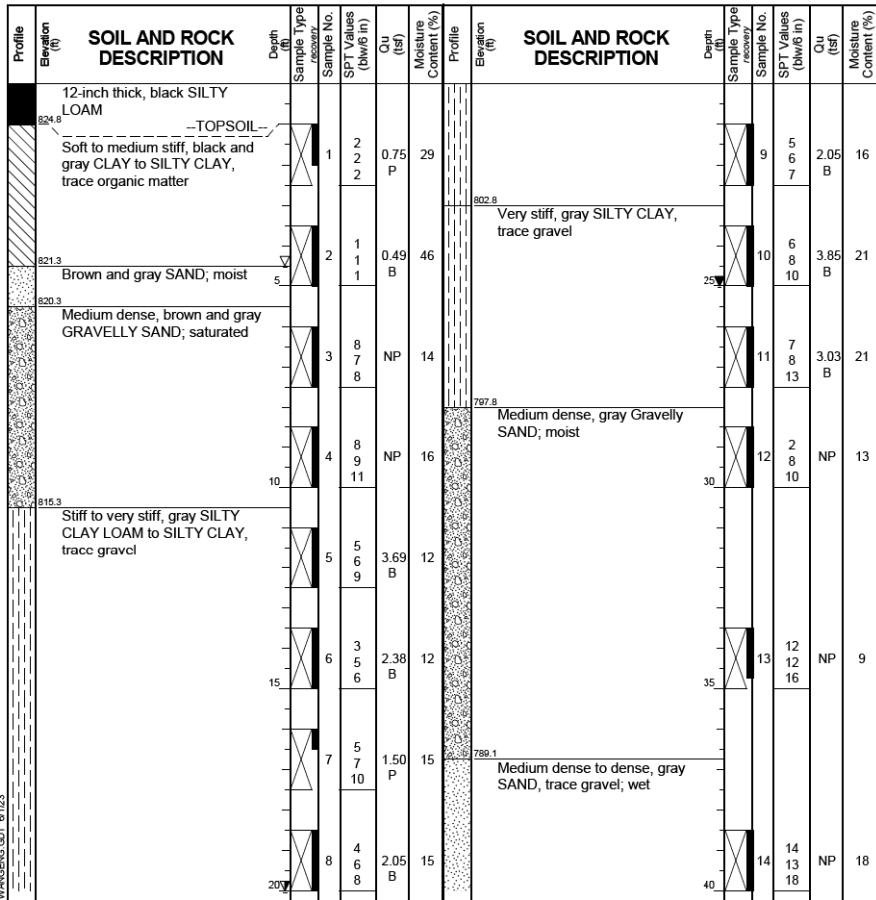 Profile
Elevation
(ft)
SOIL AND ROCK
DESCRIPTION
Depth
(ft)
Sample Type
recovery
Sample No.
SPT Values
(blw/6 in)
Qu
(tsf)
Moisture
Content (%)
12-inch thick, black SILTY
LOAM
824.8
--TOPSOIL--
Soft to medium stiff, black and
gray CLAY to SILTY CLAY,
trace organic matter
1
2
2
2
0.75
P
29
2
1
1
1
0.49
B
46
821.3
Brown and gray SAND; moist
5
820.3
Medium dense, brown and gray
GRAVELLY SAND; saturated
3
8
7
8
NP
14
4
8
9
11
NP
16
10
815.3
Stiff to very stiff, gray SILTY
CLAY LOAM to SILTY CLAY,
trace gravel
5
5
6
9
3.69
B
12
6
3
5
6
2.38
B
12
15
7
5
7
10
1.50
P
15
8
4
6
8
2.05
B
15
20
WANGENG.GDT 6/1/23
Profile
Elevation
(ft)
SOIL AND ROCK
DESCRIPTION
Depth
(ft)
Sample Type
recovery
Sample No.
SPT Values
(blw/6 in)
Qu
(tsf)
Moisture
Content (%)
9
5
6
7
2.05
B
16
802.8
Very stiff, gray SILTY CLAY,
trace gravel
10
6
8
10
3.85
B
21
25
11
7
8
13
3.03
B
21
797.8
Medium dense, gray Gravelly
SAND; moist
12
2
8
10
NP
13
30
13
12
12
16
NP
9
35
789.1
Medium dense to dense, gray
SAND, trace gravel; wet
14
14
13
18
NP
18
40